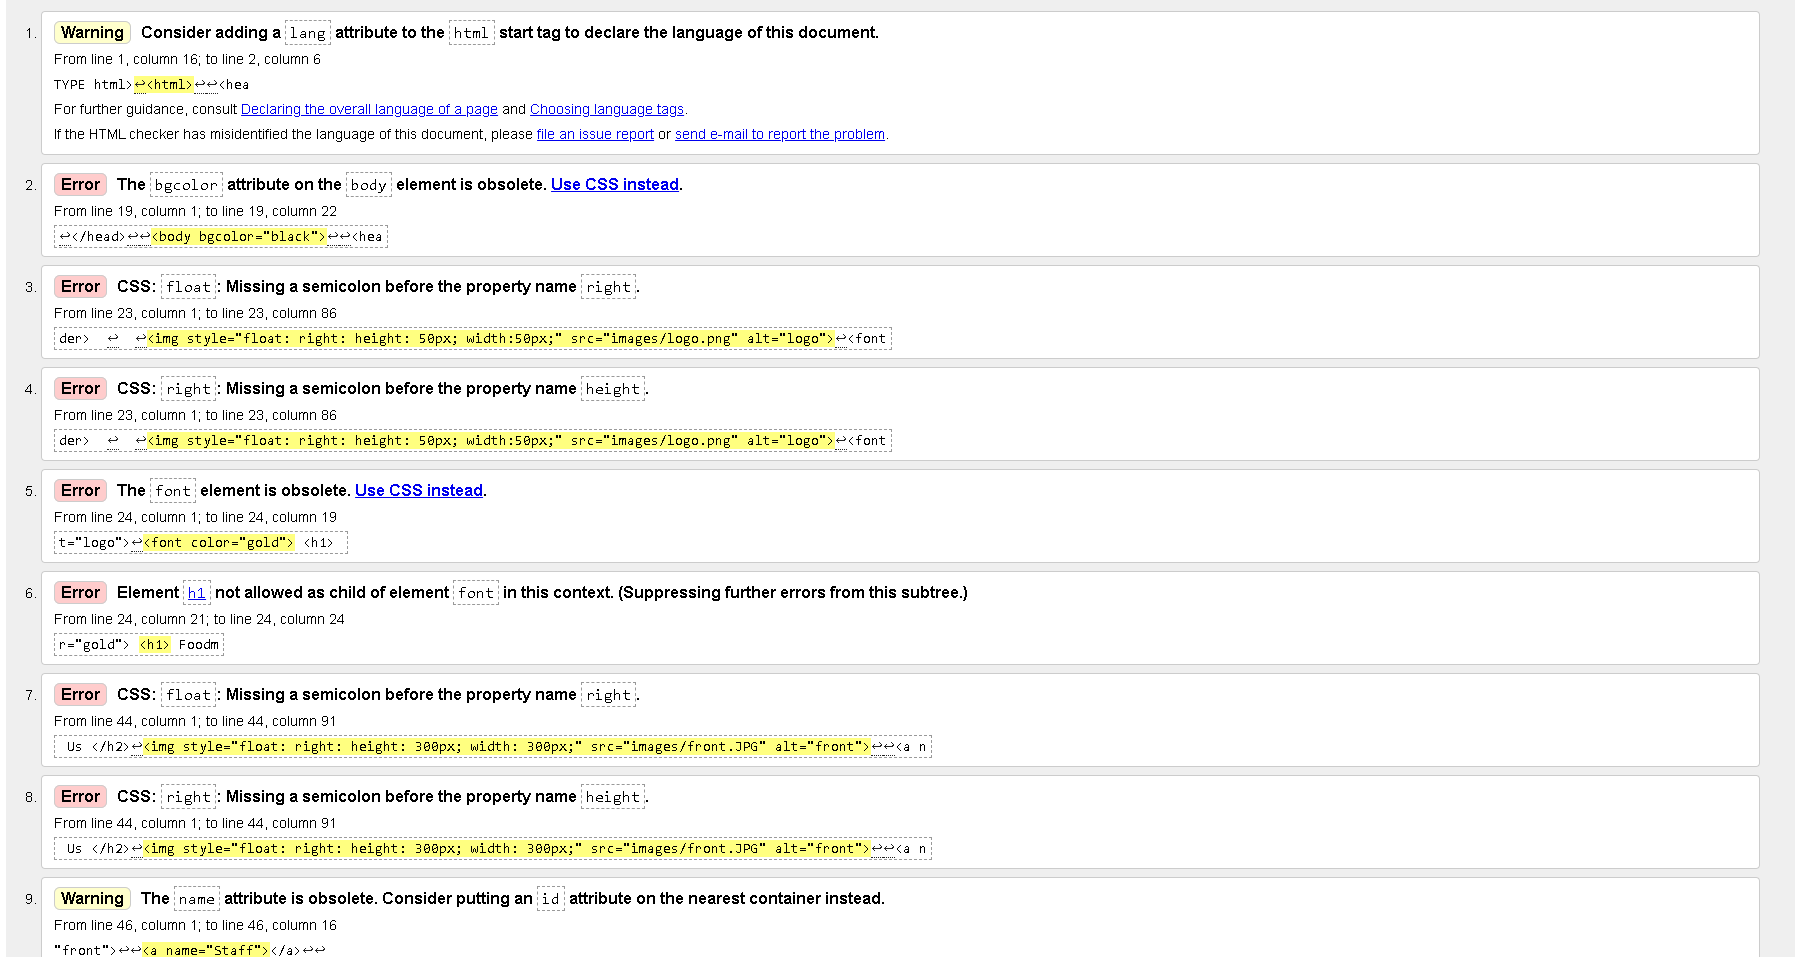 1. Warning Consider adding a lang attribute to the html start tag to declare the language of this document.
From line 1, column 16; to line 2, column 6
TYPE html>↩<html>↩↩<hea
For further guidance, consult Declaring the overall language of a page and Choosing language tags.
If the HTML checker has misidentified the language of this document, please file an issue report or send e-mail to report the problem.
2. Error The bgcolor attribute on the body element is obsolete. Use CSS instead.
From line 19, column 1; to line 19, column 22
↩</head>↩↩<body bgcolor="black">↩↩<hea
3. Error CSS: float: Missing a semicolon before the property name right.
From line 23, column 1; to line 23, column 86
der>  ↩  ↩<img style="float: right: height: 50px; width:50px;" src="images/logo.png" alt="logo">↩<font
4. Error CSS: right: Missing a semicolon before the property name height.
From line 23, column 1; to line 23, column 86
der>  ↩  ↩<img style="float: right: height: 50px; width:50px;" src="images/logo.png" alt="logo">↩<font
5. Error The font element is obsolete. Use CSS instead.
From line 24, column 1; to line 24, column 19
t="logo">↩<font color="gold"> <h1>
6. Error Element h1 not allowed as child of element font in this context. (Suppressing further errors from this subtree.)
From line 24, column 21; to line 24, column 24
r="gold"> <h1> Foodm
7. Error CSS: float: Missing a semicolon before the property name right.
From line 44, column 1; to line 44, column 91
Us </h2>↩<img style="float: right: height: 300px; width: 300px;" src="images/front.JPG" alt="front">↩↩<a n
8. Error CSS: right: Missing a semicolon before the property name height.
From line 44, column 1; to line 44, column 91
Us </h2>↩<img style="float: right: height: 300px; width: 300px;" src="images/front.JPG" alt="front">↩↩<a n
9. Warning The name attribute is obsolete. Consider putting an id attribute on the nearest container instead.
From line 46, column 1; to line 46, column 16
"front">↩↩<a name="Staff"></a>↩↩